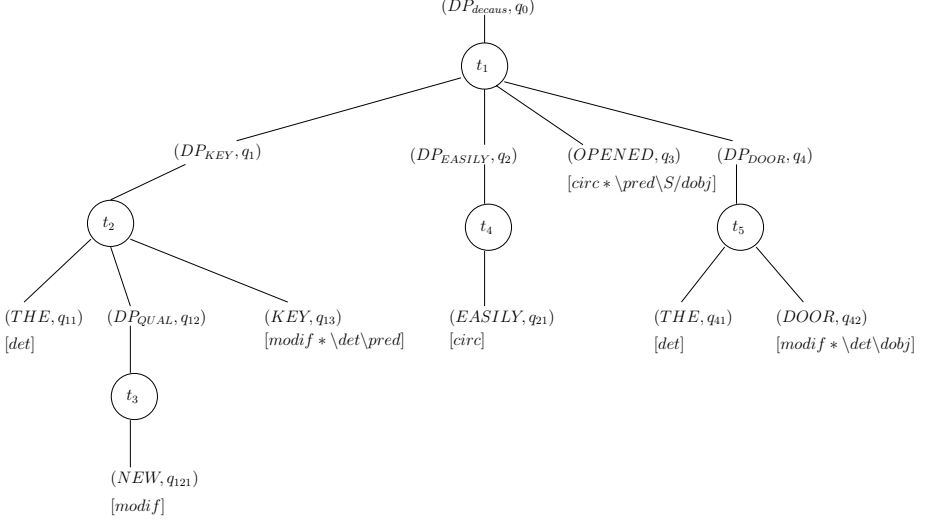 (DP_decaus, q_0)
t_1
(DP_KEY, q_1) (DP_EASILY, q_2) (OPENED, q_3) (DP_DOOR, q_4)
[circ ∗ \pred\S/dobj]
t_2 t_4 t_5
(THE, q_11) (DP_QUAL, q_12) (KEY, q_13) (EASILY, q_21) (THE, q_41) (DOOR, q_42)
[det] [modif ∗ \det\pred] [circ] [det] [modif ∗ \det\dobj]
t_3
(NEW, q_121)
[modif]